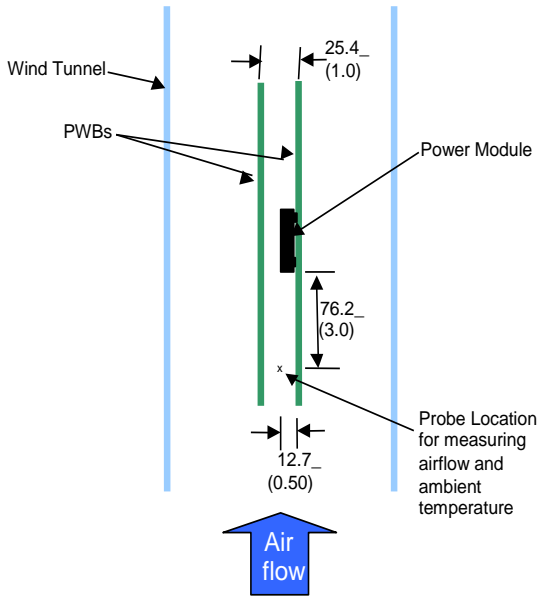 25.4_
(1.0)
Wind Tunnel
PWBs
Power Module
76.2_
(3.0)
x
Probe Location
for measuring
airflow and
ambient
temperature
12.7_
(0.50)
Air
flow